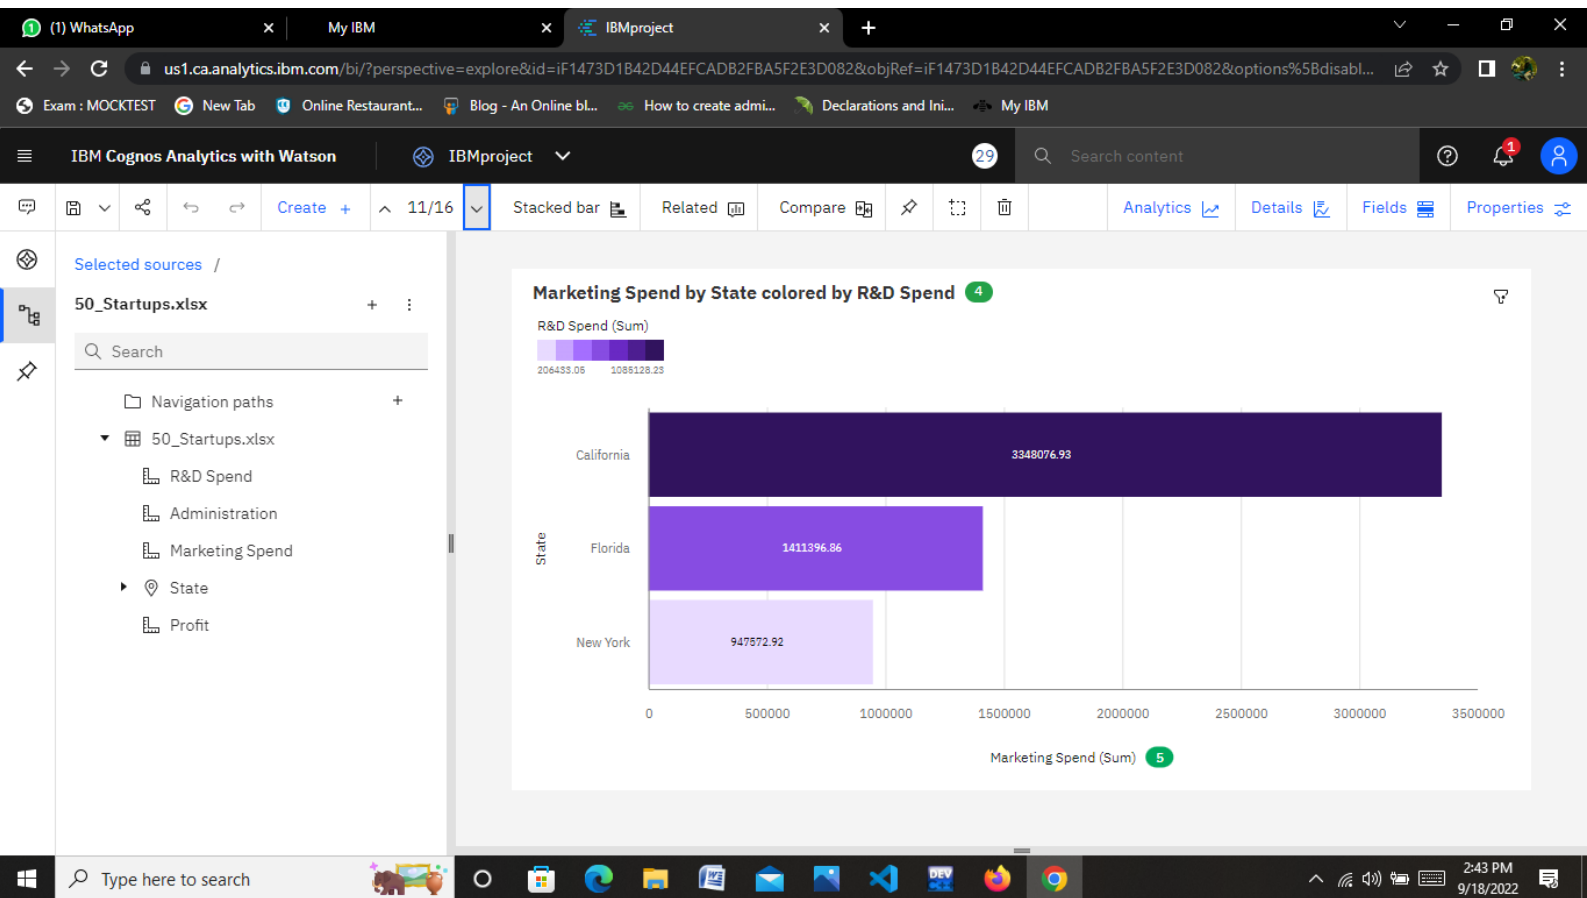 (1) WhatsApp
My IBM
IBMproject
us1.ca.analytics.ibm.com/bi/?perspective=explore&id=iF1473D1B42D44EFCADB2FBA5F2E3D082&objRef=iF1473D1B42D44EFCADB2FBA5F2E3D082&options%5Bdisabl...
Exam : MOCKTEST
New Tab
Online Restaurant...
Blog - An Online bl...
How to create admi...
Declarations and Ini...
My IBM
IBM Cognos Analytics with Watson
IBMproject
29
Search content
1
Create +
11/16
Stacked bar
Related
Compare
Analytics
Details
Fields
Properties
Selected sources /
50_Startups.xlsx
Search
Navigation paths
50_Startups.xlsx
R&D Spend
Administration
Marketing Spend
State
Profit
Marketing Spend by State colored by R&D Spend 4
R&D Spend (Sum)
206433.05 1085128.23
California
3348076.93
State
Florida
1411396.86
New York
947572.92
0 500000 1000000 1500000 2000000 2500000 3000000 3500000
Marketing Spend (Sum) 5
Type here to search
DEV
2:43 PM
9/18/2022